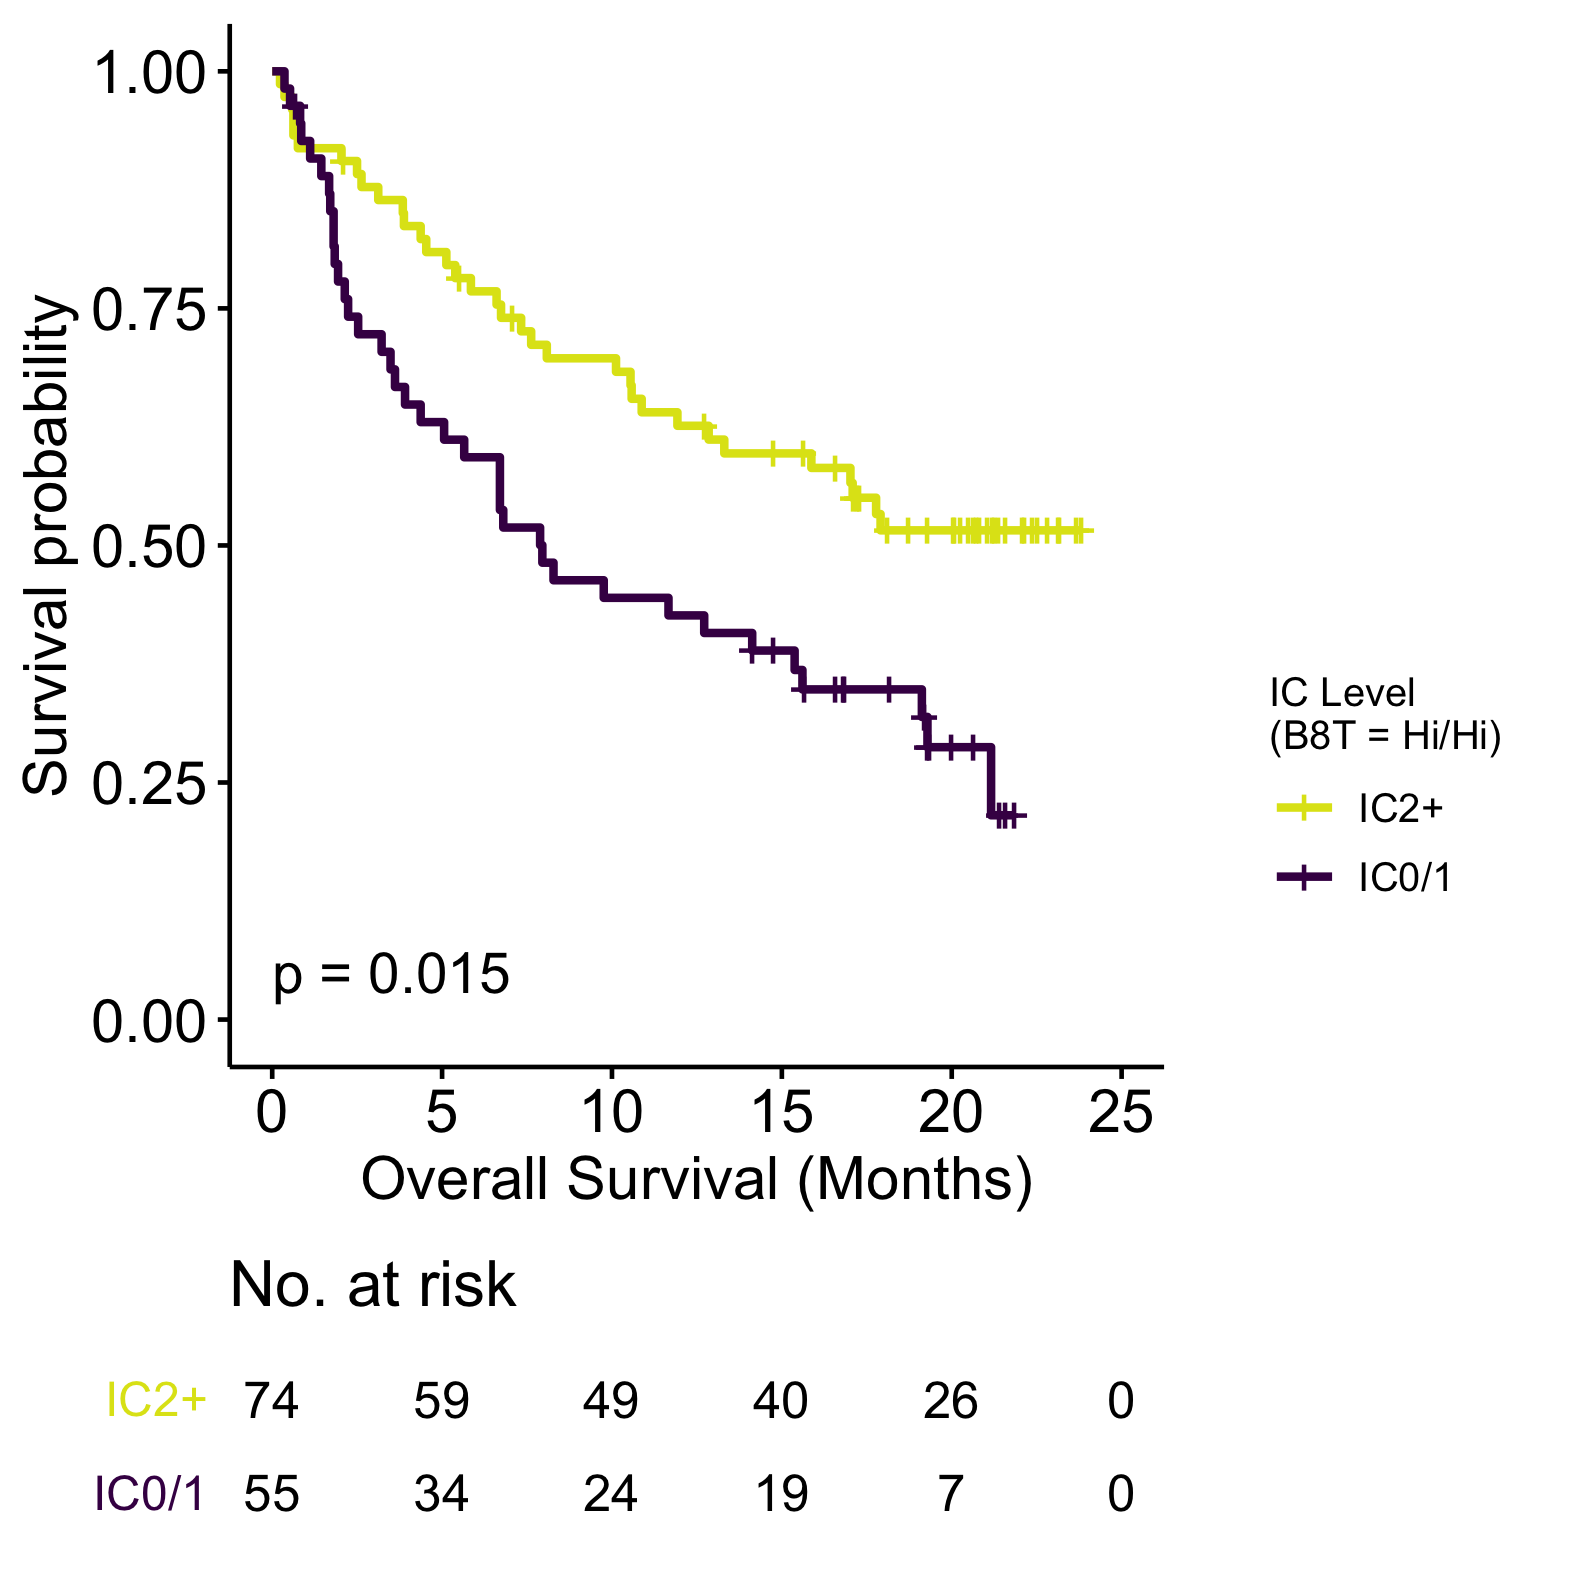 1.00
0.75
0.50
0.25
0.00
Survival probability
p = 0.015
0 5 10 15 20 25
Overall Survival (Months)
IC Level
(B8T = Hi/Hi)
IC2+
IC0/1
No. at risk
IC2+ 74 59 49 40 26 0
IC0/1 55 34 24 19 7 0